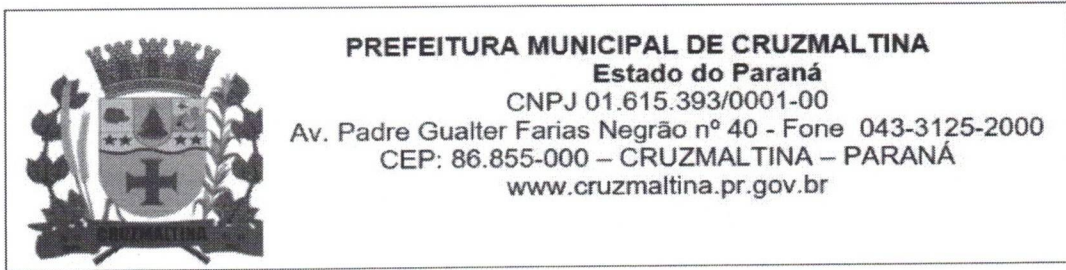 PREFEITURA MUNICIPAL DE CRUZMALTINA
Estado do Paraná
CNPJ 01.615.393/0001-00
Av. Padre Gualter Farias Negrão nº 40 - Fone 043-3125-2000
CEP: 86.855-000 – CRUZMALTINA – PARANÁ
www.cruzmaltina.pr.gov.br
CRUZMALTINA